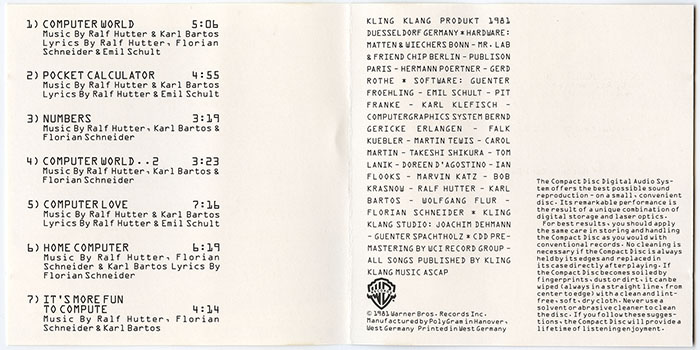 1) COMPUTER WORLD 5:06
Music By Ralf Hutter & Karl Bartos
Lyrics By Ralf Hutter, Florian
Schneider & Emil Schult
2) POCKET CALCULATOR 4:55
Music By Ralf Hutter & Karl Bartos
Lyrics By Ralf Hutter & Emil Schult
3) NUMBERS 3:19
Music By Ralf Hutter, Karl Bartos &
Florian Schneider
4) COMPUTER WORLD..2 3:23
Music By Ralf Hutter, Karl Bartos &
Florian Schneider
5) COMPUTER LOVE 7:16
Music By Ralf Hutter & Karl Bartos
Lyrics By Ralf Hutter & Emil Schult
6) HOME COMPUTER 6:19
Music By Ralf Hutter, Florian
Schneider & Karl Bartos Lyrics By
Florian Schneider
7) IT'S MORE FUN
TO COMPUTE 4:14
Music By Ralf Hutter, Florian
Schneider & Karl Bartos
KLING KLANG PRODUKT 1981
DUESSELDORF GERMANY * HARDWARE:
MATTEN & WIECHERS BONN - MR. LAB
& FRIEND CHIP BERLIN - PUBLISON
PARIS - HERMANN POERTNER - GERD
ROTHE * SOFTWARE: GUENTER
FROEHLING - EMIL SCHULT - PIT
FRANKE - KARL KLEFISCH -
COMPUTERGRAPHICS SYSTEM BERND
GERICKE ERLANGEN - FALK
KUEBLER - MARTIN TEWIS - CAROL
MARTIN - TAKESHI SHIKURA - TOM
LANIK - DOREEN D'AGOSTINO - IAN
FLOOKS - MARVIN KATZ - BOB
KRASNOW - RALF HUTTER - KARL
BARTOS - WOLFGANG FLUR -
FLORIAN SCHNEIDER * KLING
KLANG STUDIO: JOACHIM DEHMANN
- GUENTER SPACHTHOLZ * CDD PRE-
MASTERING BY WCI RECORD GROUP -
ALL SONGS PUBLISHED BY KLING
KLANG MUSIC ASCAP
WB
© 1981 Warner Bros. Records Inc.
Manufactured by PolyGram in Hanover,
West Germany Printed in West Germany
The Compact Disc Digital Audio Sys-
tem offers the best possible sound
reproduction - on a small, convenient
disc. Its remarkable performance is
the result of a unique combination of
digital storage and laser optics.
For best results, you should apply
the same care in storing and handling
the Compact Disc as you would with
conventional records. No cleaning is
necessary if the Compact Disc is always
held by its edges and replaced in
its case directly after playing. If
the Compact Disc becomes soiled by
fingerprints, dust or dirt, it can be
wiped (always in a straight line, from
center to edge) with a clean and lint-
free, soft, dry cloth. Never use a
solvent or abrasive cleaner to clean
the disc. If you follow these sugges-
tions, the Compact Disc will provide a
lifetime of listening enjoyment.